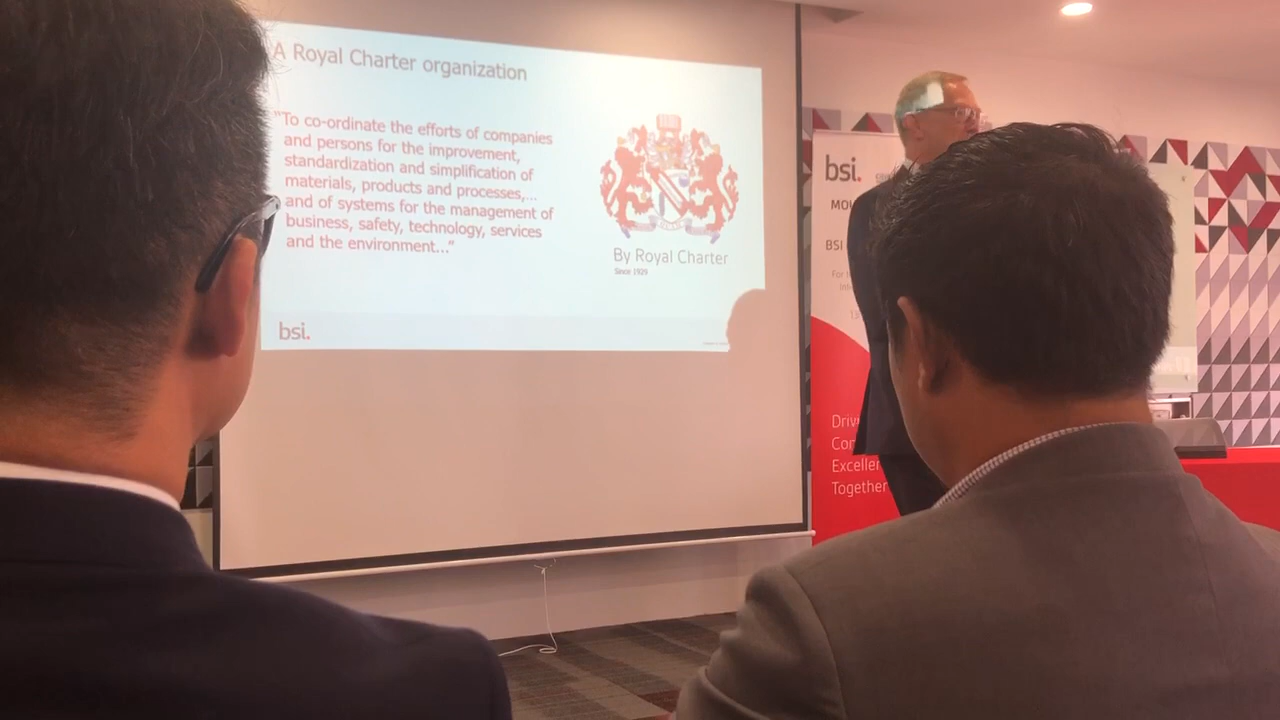 A Royal Charter organization
"To co-ordinate the efforts of companies
and persons for the improvement,
standardization and simplification of
materials, products and processes,...
and of systems for the management of
business, safety, technology, services
and the environment..."
By Royal Charter
Since 1929
bsi.
bsi.
BSI
Excellen
Together